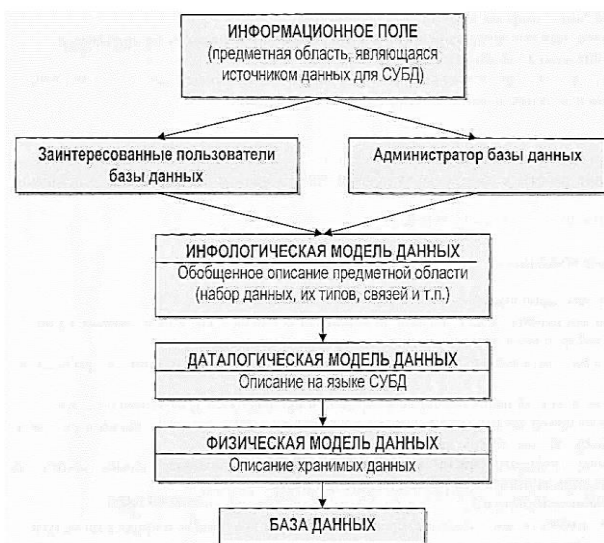 ИНФОРМАЦИОННОЕ ПОЛЕ
(предметная область, являющаяся
источником данных для СУБД)
Заинтересованные пользователи
базы данных
Администратор базы данных
ИНФОЛОГИЧЕСКАЯ МОДЕЛЬ ДАННЫХ
Обобщенное описание предметной области
(набор данных, их типов, связей и т.п.)
ДАТАЛОГИЧЕСКАЯ МОДЕЛЬ ДАННЫХ
Описание на языке СУБД
ФИЗИЧЕСКАЯ МОДЕЛЬ ДАННЫХ
Описание хранимых данных
БАЗА ДАННЫХ